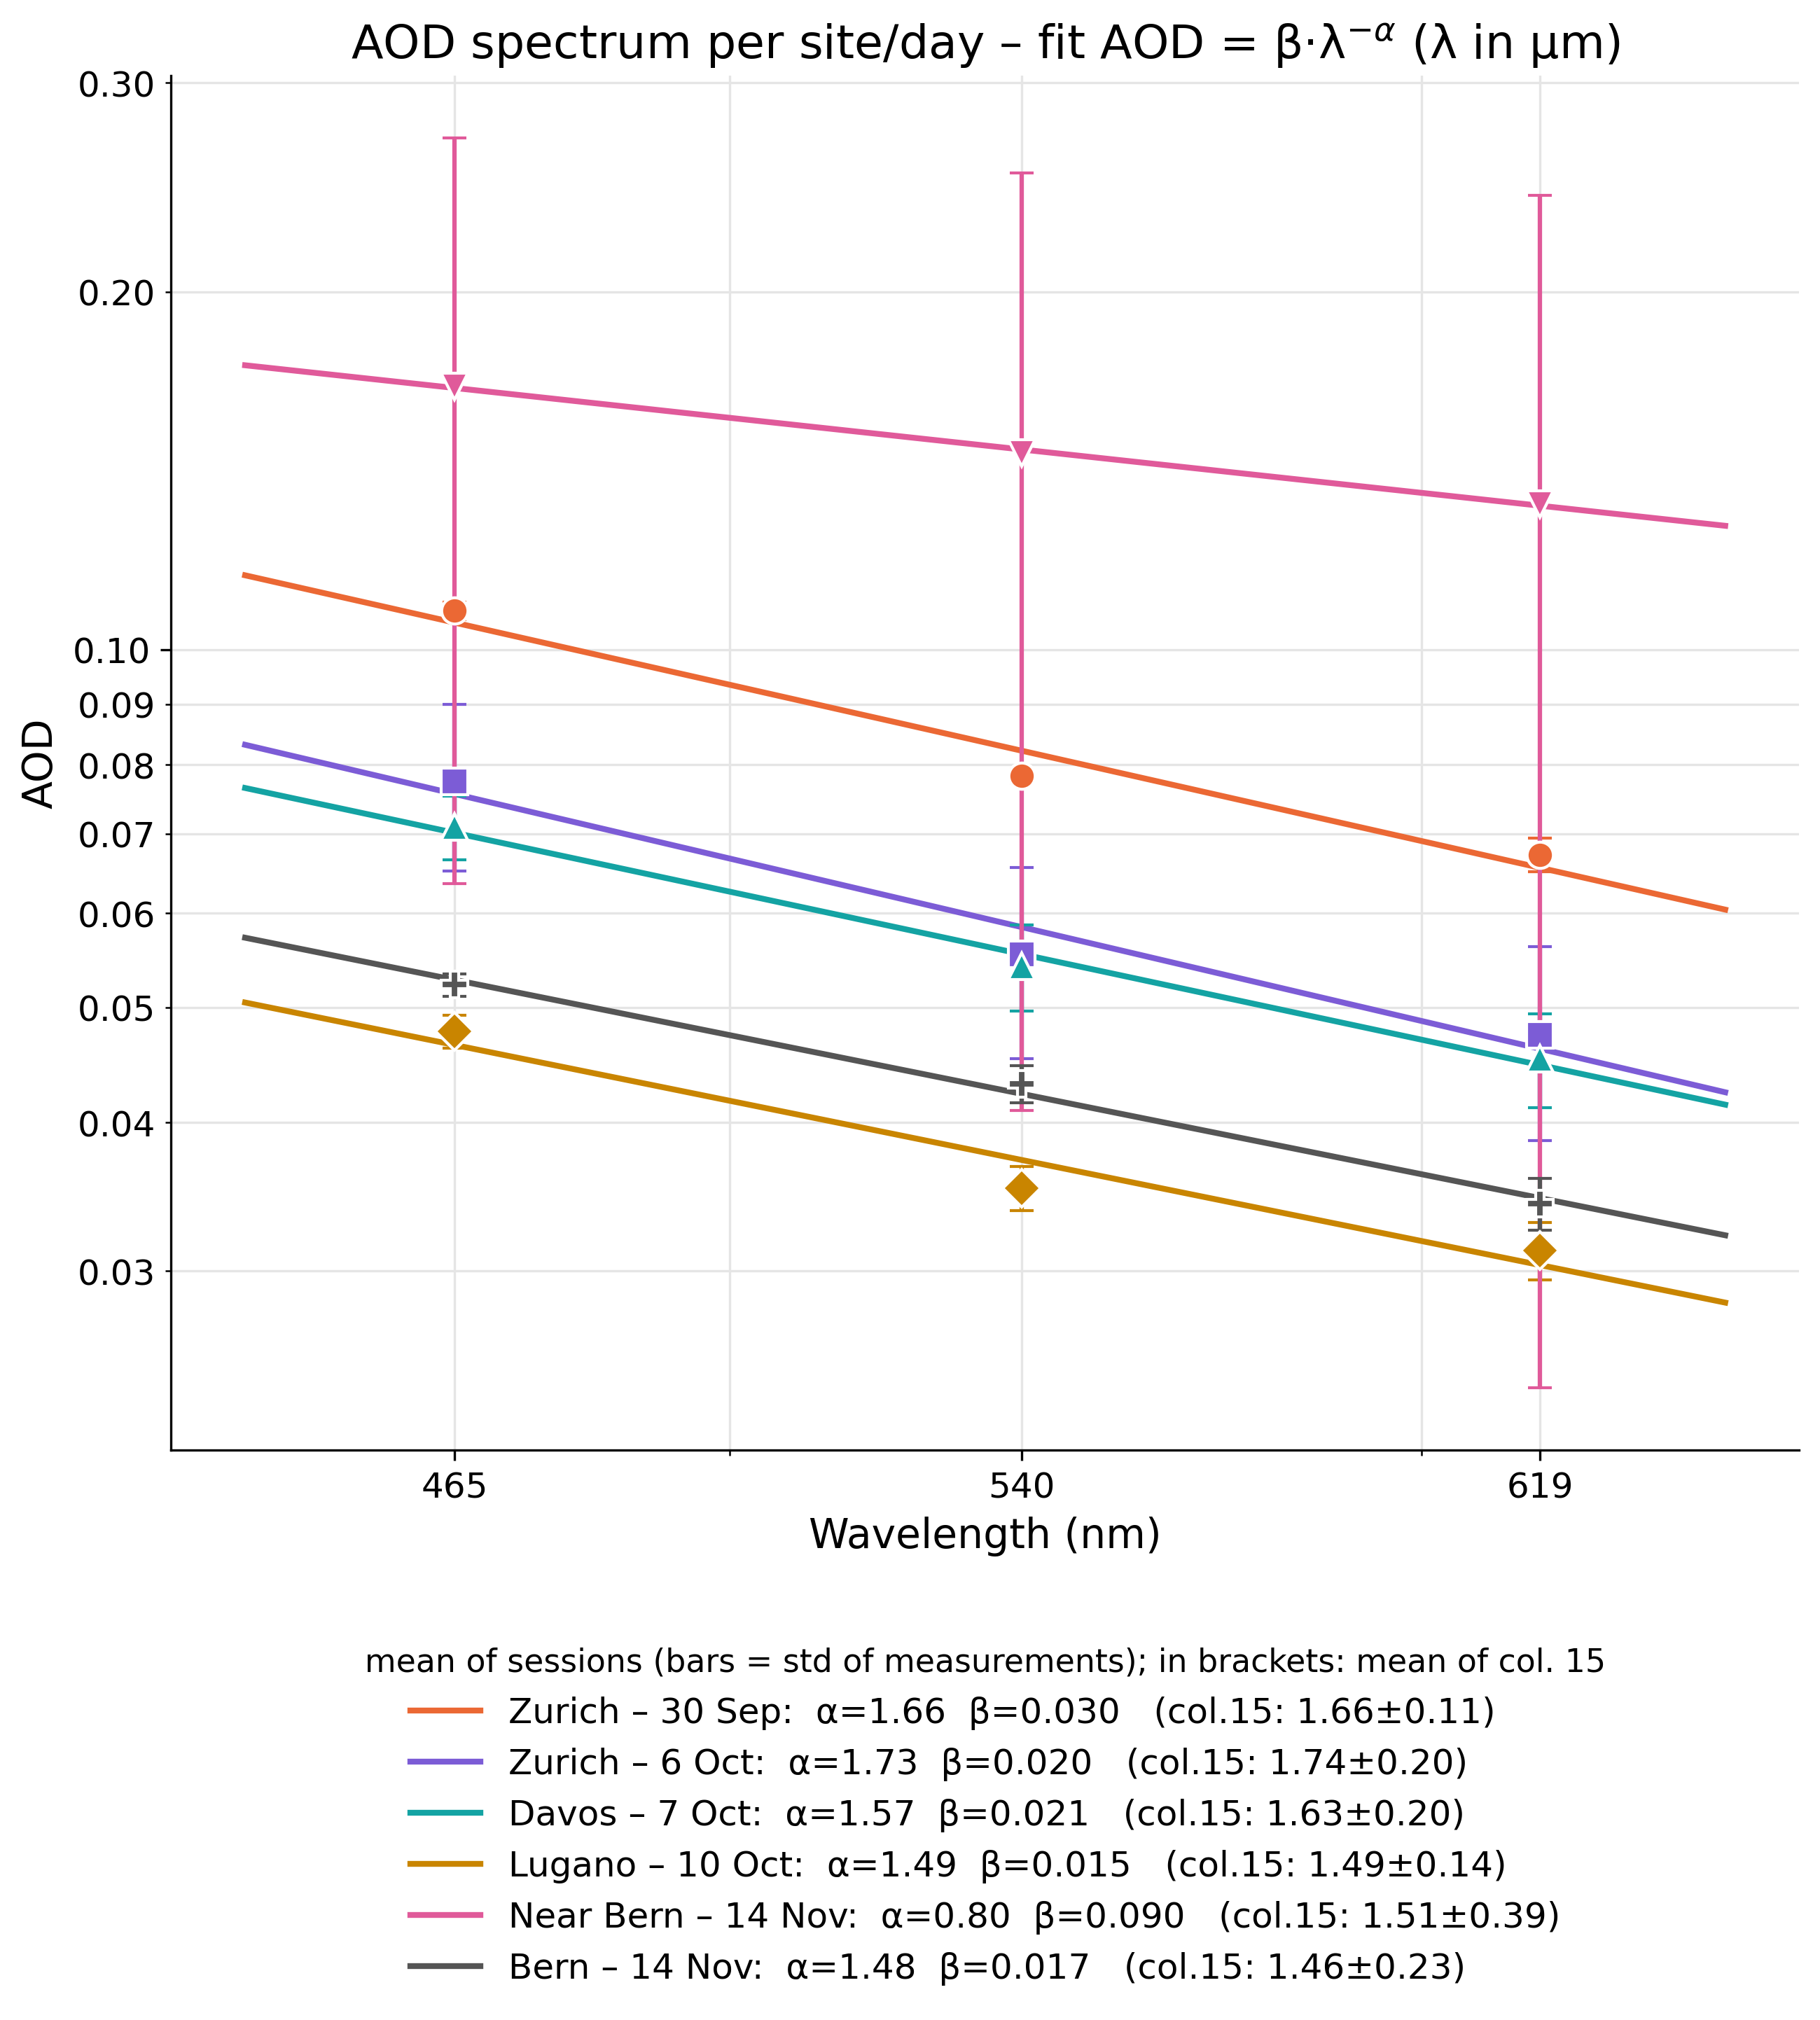 AOD spectrum per site/day – fit AOD = β·λ⁻ᵅ (λ in µm)
0.30
0.20
0.10
0.09
0.08
0.07
0.06
0.05
0.04
0.03
AOD
465 540 619
Wavelength (nm)
mean of sessions (bars = std of measurements); in brackets: mean of col. 15
Zurich – 30 Sep: α=1.66 β=0.030 (col.15: 1.66±0.11)
Zurich – 6 Oct: α=1.73 β=0.020 (col.15: 1.74±0.20)
Davos – 7 Oct: α=1.57 β=0.021 (col.15: 1.63±0.20)
Lugano – 10 Oct: α=1.49 β=0.015 (col.15: 1.49±0.14)
Near Bern – 14 Nov: α=0.80 β=0.090 (col.15: 1.51±0.39)
Bern – 14 Nov: α=1.48 β=0.017 (col.15: 1.46±0.23)